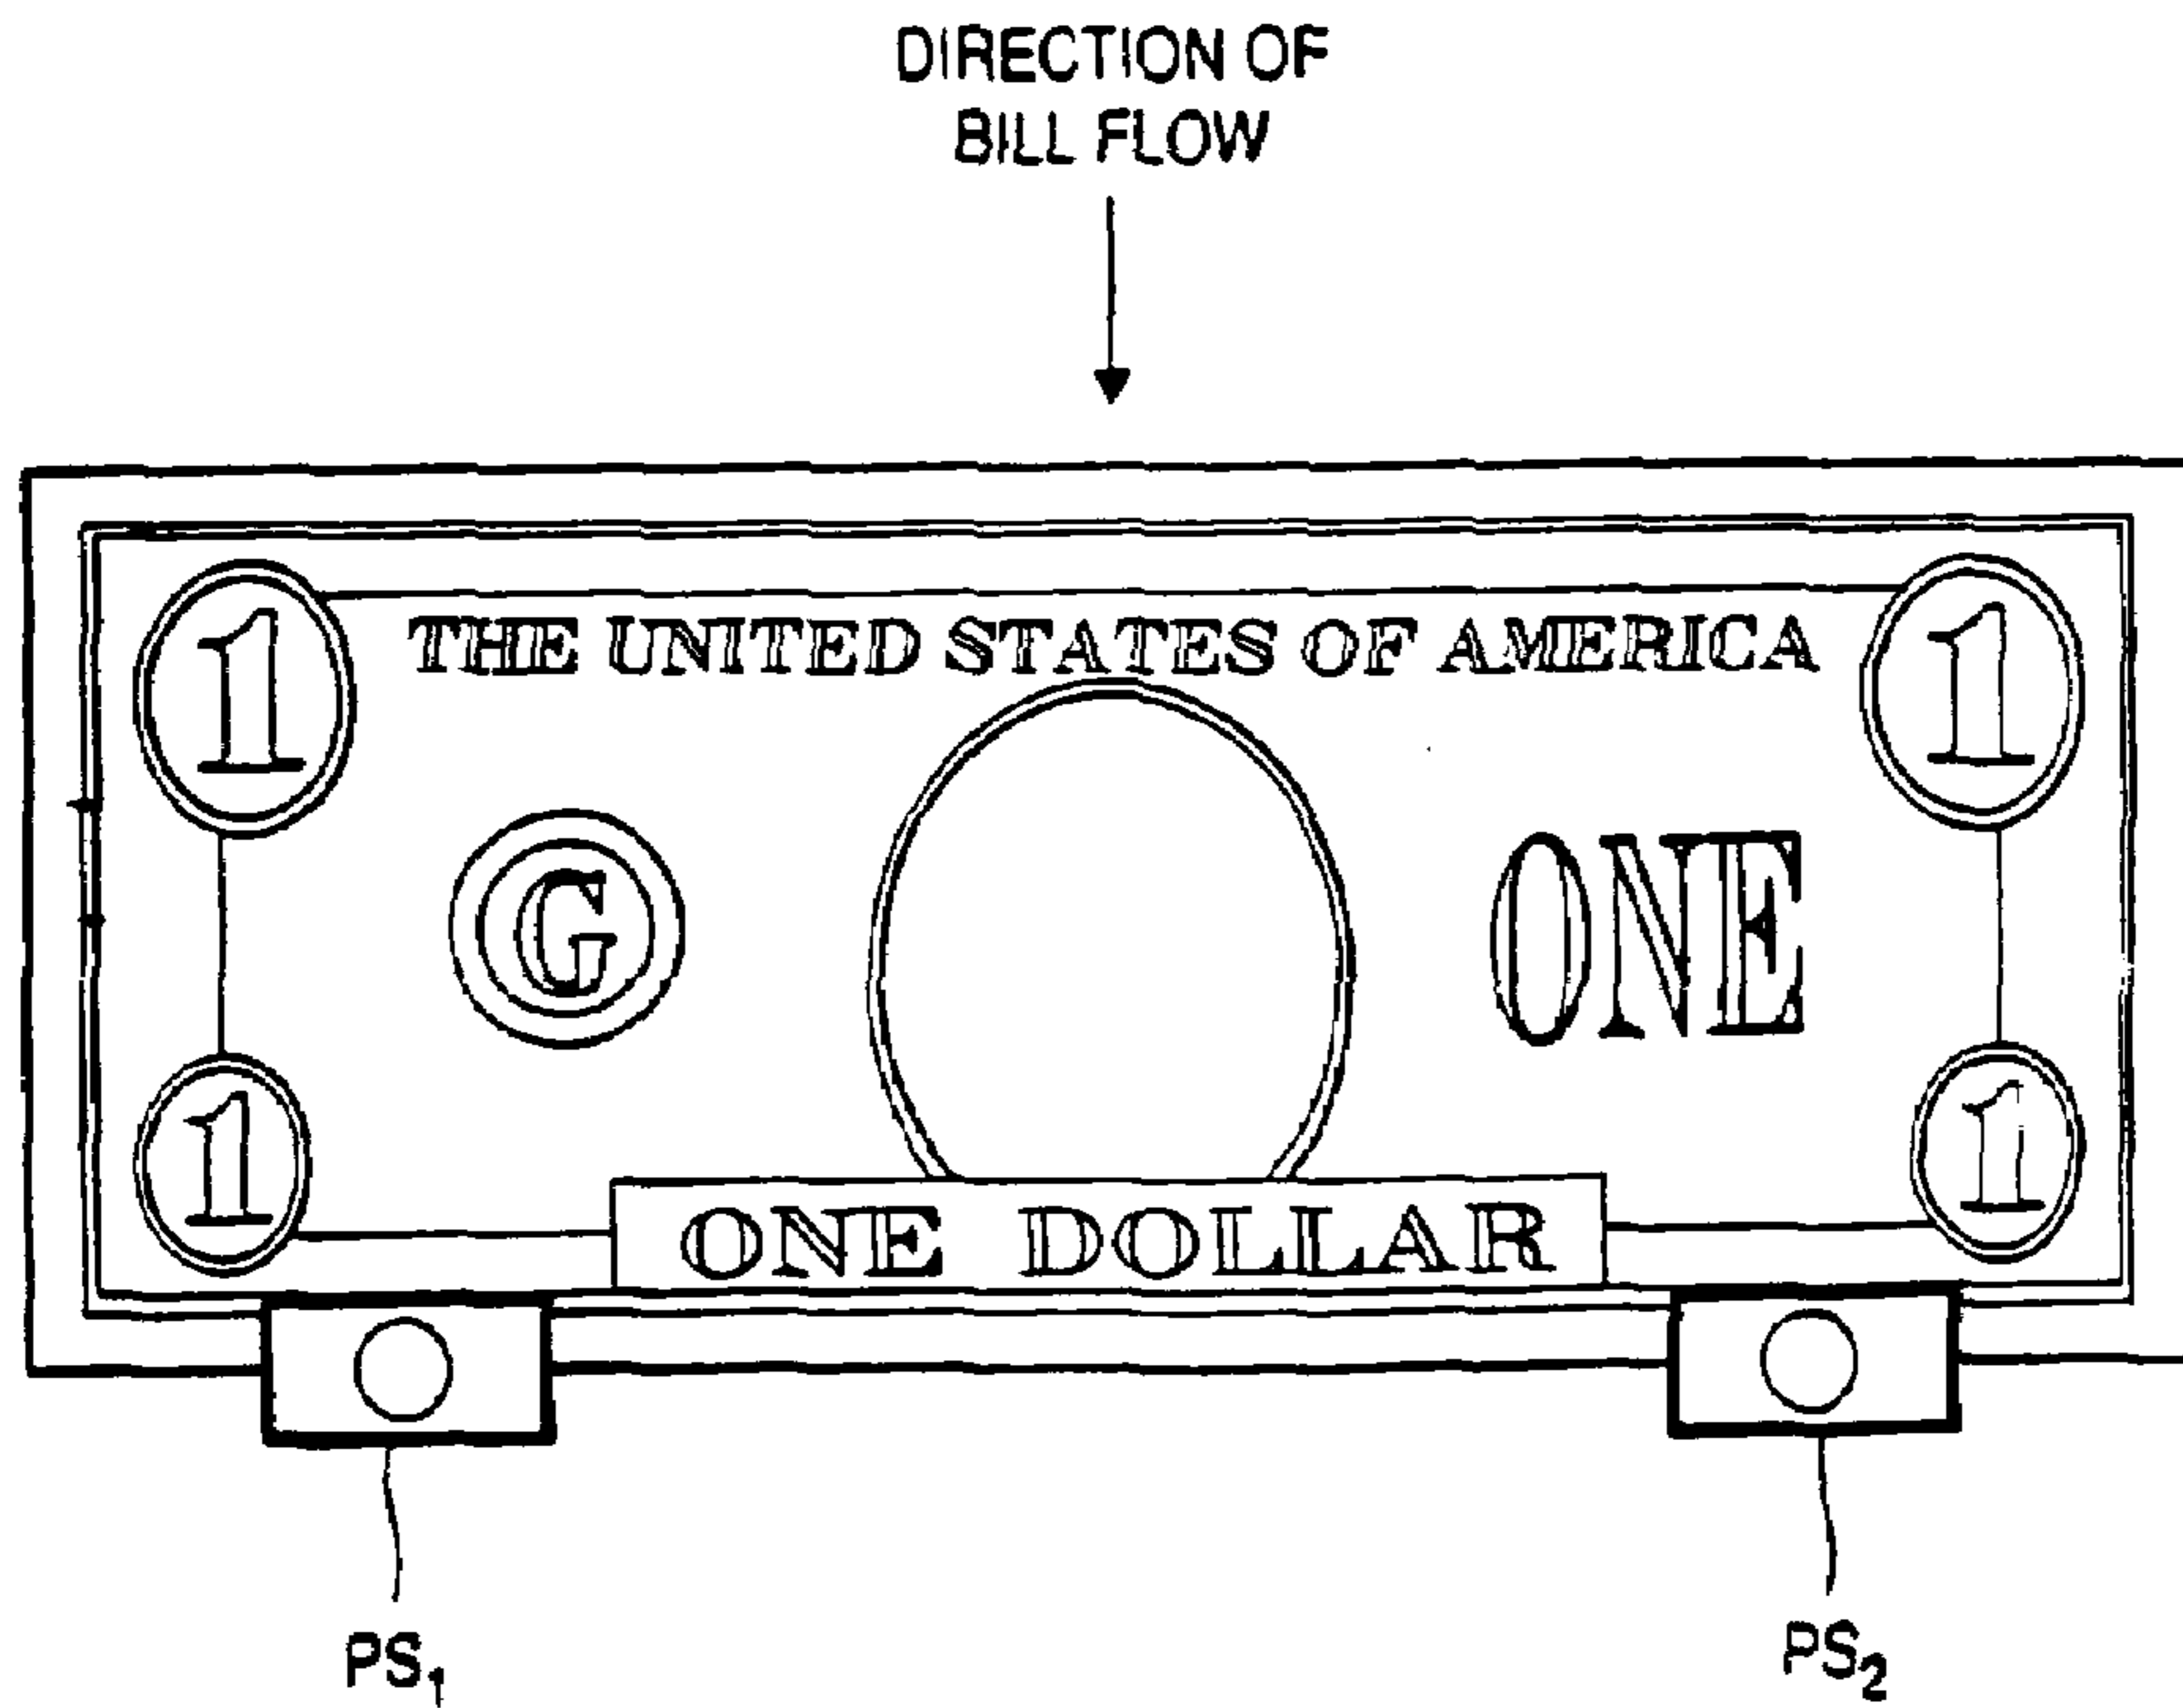 DIRECTION OF
BILL FLOW
1 THE UNITED STATES OF AMERICA 1
G ONE
1 ONE DOLLAR 1
PS₁ PS₂